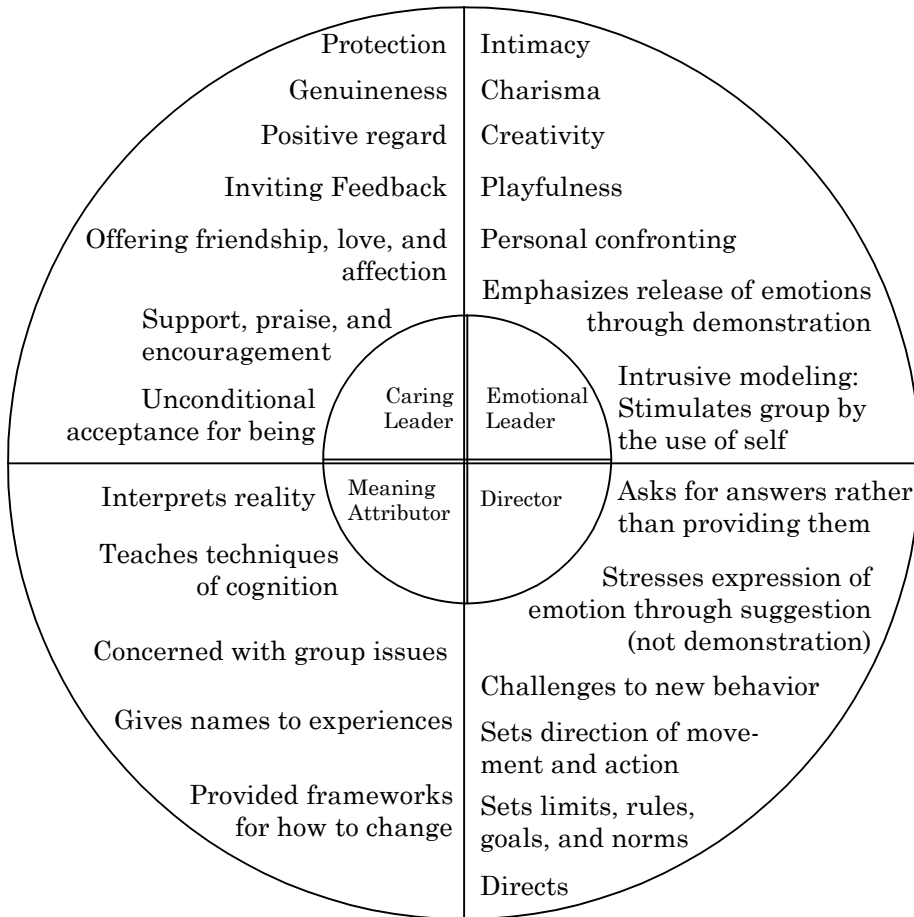 Protection
Genuineness
Positive regard
Inviting Feedback
Offering friendship, love, and
affection
Support, praise, and
encouragement
Unconditional
acceptance for being
Caring
Leader
Intimacy
Charisma
Creativity
Playfulness
Personal confronting
Emphasizes release of emotions
through demonstration
Intrusive modeling:
Stimulates group by
the use of self
Emotional
Leader
Interprets reality
Teaches techniques
of cognition
Concerned with group issues
Gives names to experiences
Provided frameworks
for how to change
Meaning
Attributor
Director
Asks for answers rather
than providing them
Stresses expression of
emotion through suggestion
(not demonstration)
Challenges to new behavior
Sets direction of move-
ment and action
Sets limits, rules,
goals, and norms
Directs